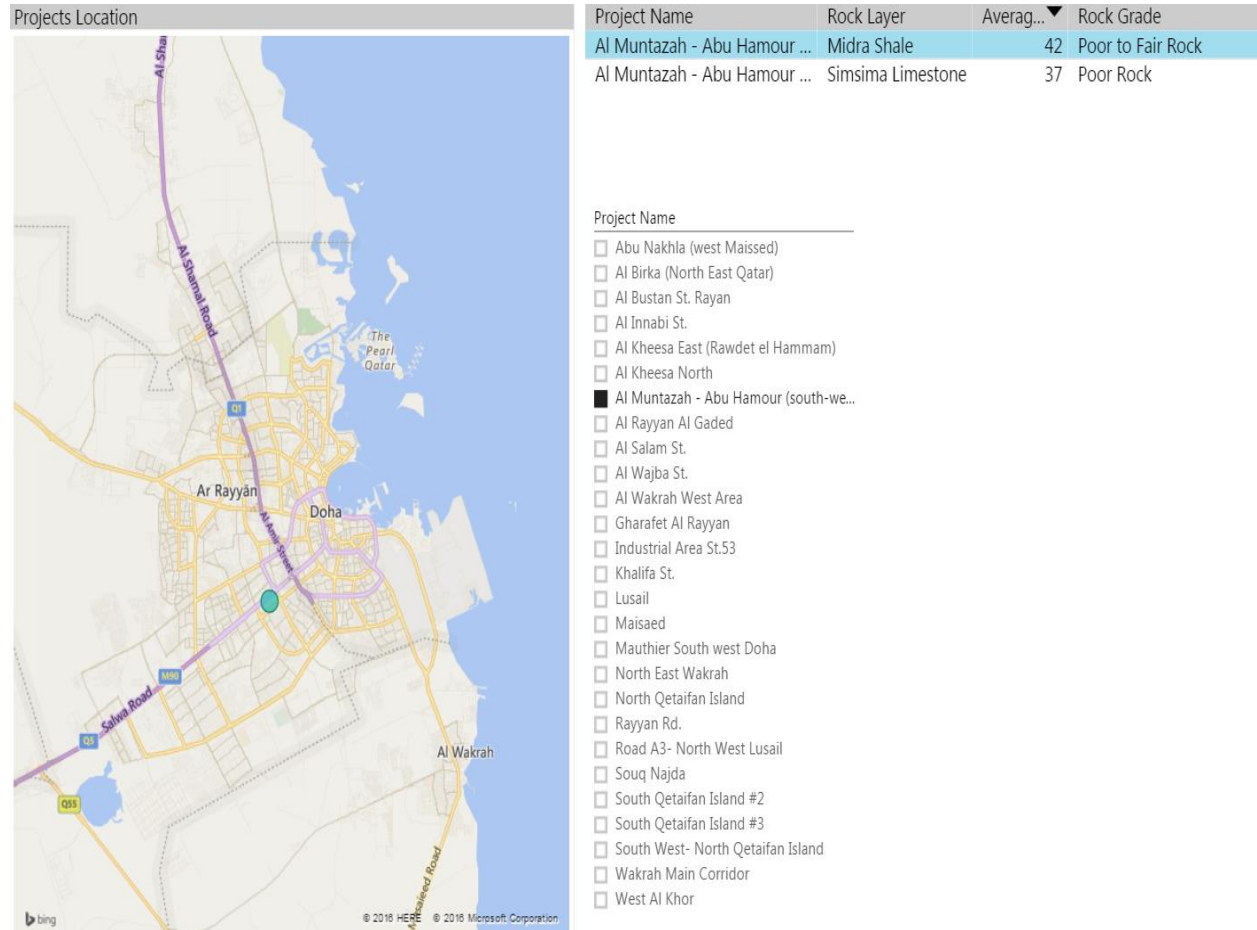 Projects Location
Al Sha
Al Shamal Road
The
Pearl
Qatar
Q1
Ar Rayyān
Doha
Al Amir Street
M90
Salwa Road
Q5
Al Wakrah
Q55
Mesaieed Road
bing
© 2016 HERE © 2016 Microsoft Corporation
Project Name Rock Layer Averag... Rock Grade
Al Muntazah - Abu Hamour ... Midra Shale 42 Poor to Fair Rock
Al Muntazah - Abu Hamour ... Simsima Limestone 37 Poor Rock
Project Name
Abu Nakhla (west Maissed)
Al Birka (North East Qatar)
Al Bustan St. Rayan
Al Innabi St.
Al Kheesa East (Rawdet el Hammam)
Al Kheesa North
Al Muntazah - Abu Hamour (south-we...
Al Rayyan Al Gaded
Al Salam St.
Al Wajba St.
Al Wakrah West Area
Gharafet Al Rayyan
Industrial Area St.53
Khalifa St.
Lusail
Maisaed
Mauthier South west Doha
North East Wakrah
North Qetaifan Island
Rayyan Rd.
Road A3- North West Lusail
Souq Najda
South Qetaifan Island #2
South Qetaifan Island #3
South West- North Qetaifan Island
Wakrah Main Corridor
West Al Khor